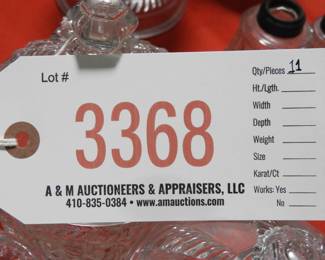 Lot #
3368
A & M AUCTIONEERS & APPRAISERS, LLC
410-835-0384 • www.amauctions.com
Qty/Pieces 11
Ht./Lgth.
Width
Depth
Weight
Size
Karat/Ct
Works: Yes
No